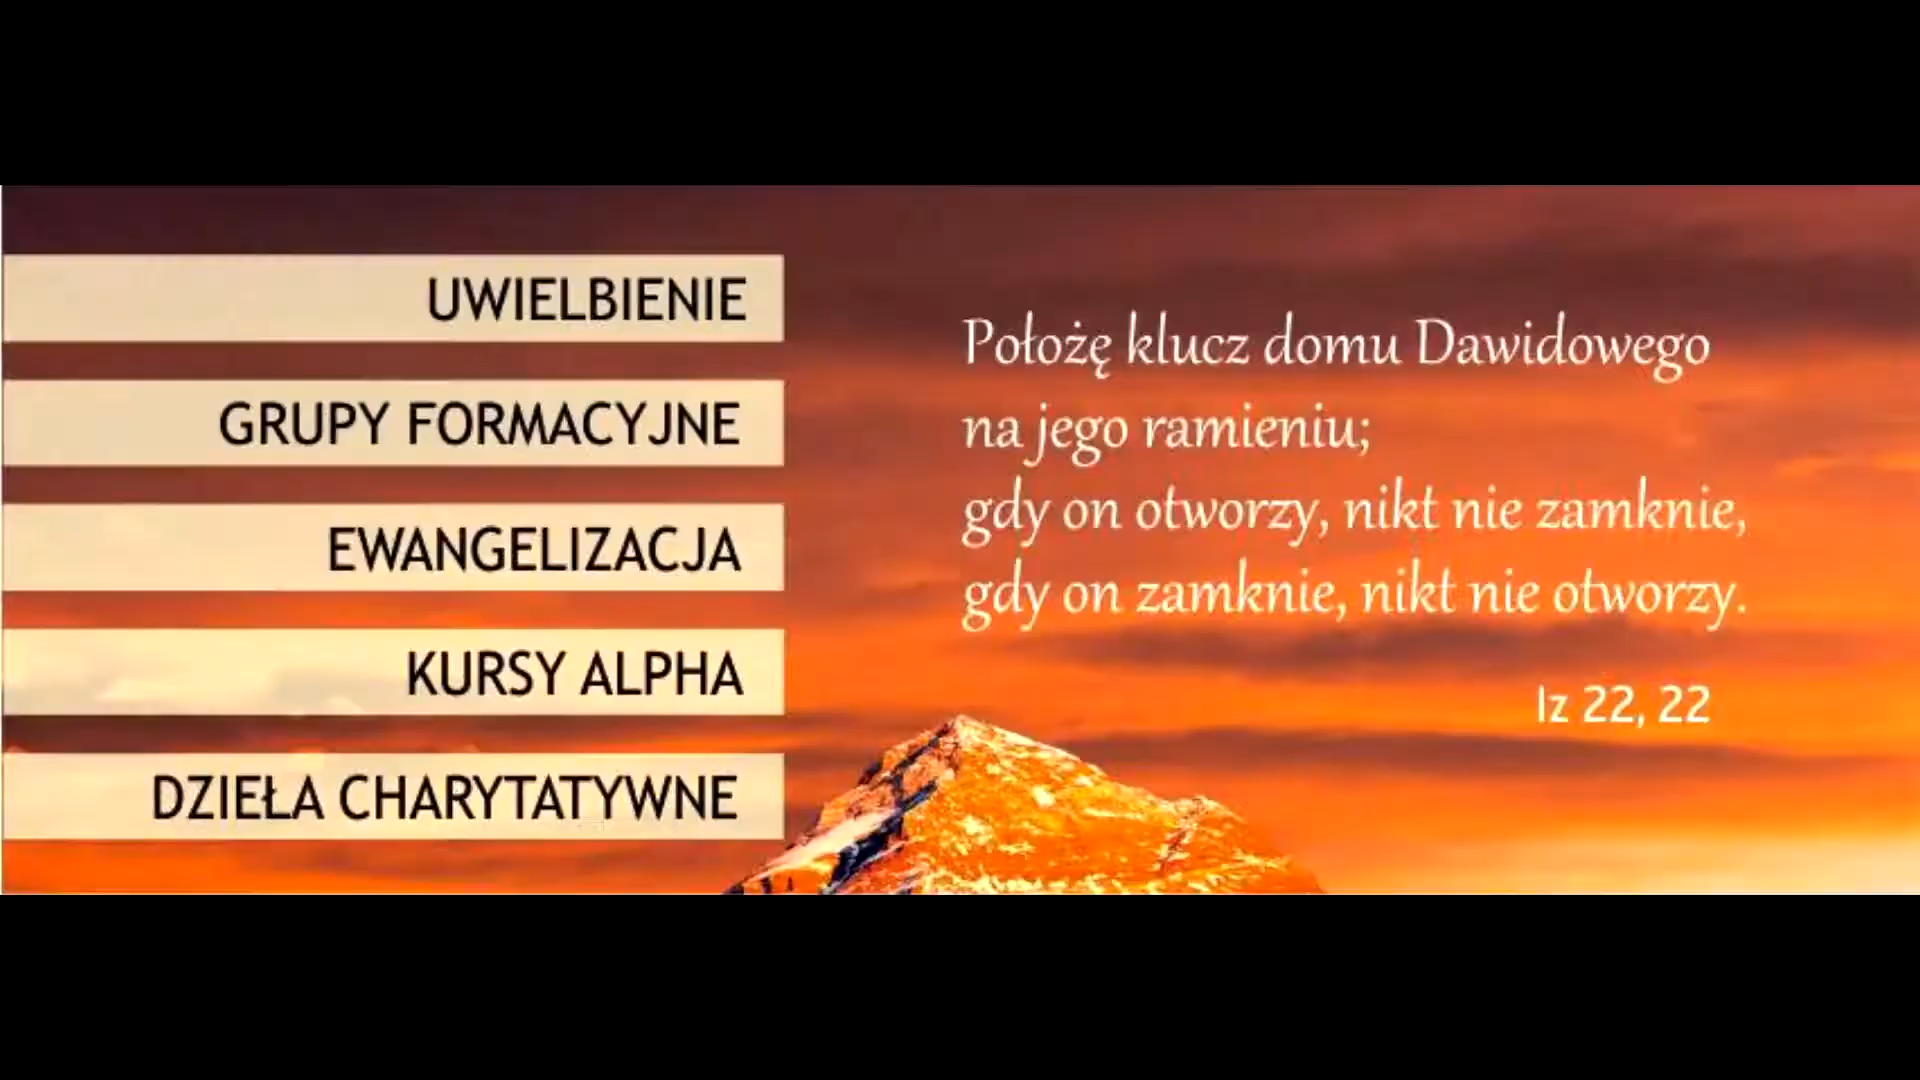 UWIELBIENIE
GRUPY FORMACYJNE
EWANGELIZACJA
KURSY ALPHA
DZIEŁA CHARYTATYWNE
Położę klucz domu Dawidowego
na jego ramieniu;
gdy on otworzy, nikt nie zamknie,
gdy on zamknie, nikt nie otworzy.
Iz 22, 22